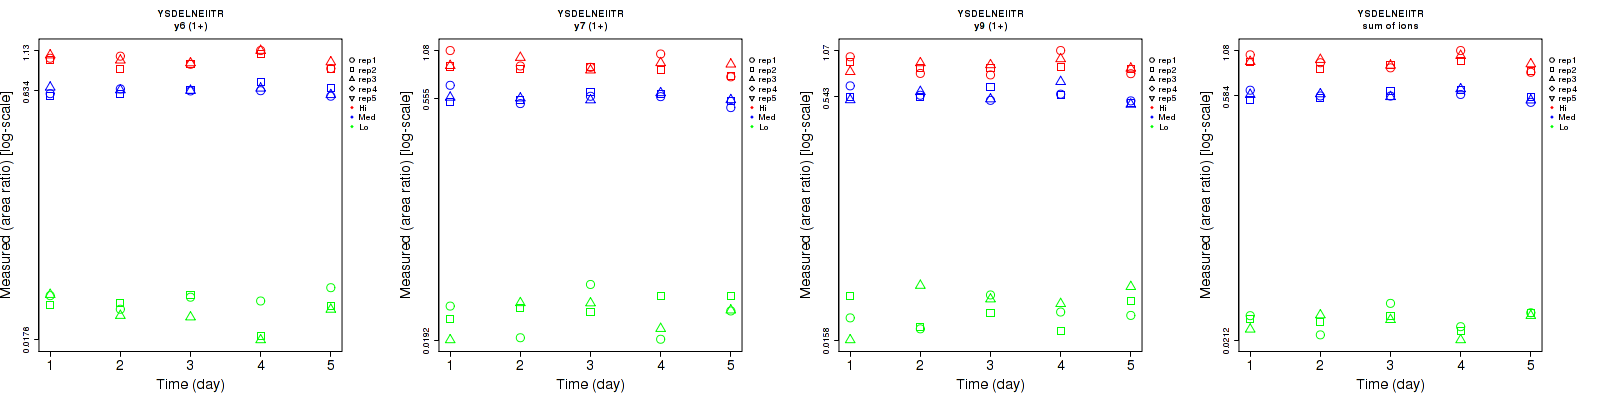 YSDELNEIITR
y6 (1+)
1.13
0.634
0.0176
Measured (area ratio) [log-scale]
1 2 3 4 5
Time (day)
rep1
rep2
rep3
rep4
rep5
Hi
Med
Lo
YSDELNEIITR
y7 (1+)
1.08
0.555
0.0192
Measured (area ratio) [log-scale]
1 2 3 4 5
Time (day)
rep1
rep2
rep3
rep4
rep5
Hi
Med
Lo
YSDELNEIITR
y9 (1+)
1.07
0.543
0.0168
Measured (area ratio) [log-scale]
1 2 3 4 5
Time (day)
rep1
rep2
rep3
rep4
rep5
Hi
Med
Lo
YSDELNEIITR
sum of ions
1.08
0.584
0.0212
Measured (area ratio) [log-scale]
1 2 3 4 5
Time (day)
rep1
rep2
rep3
rep4
rep5
Hi
Med
Lo